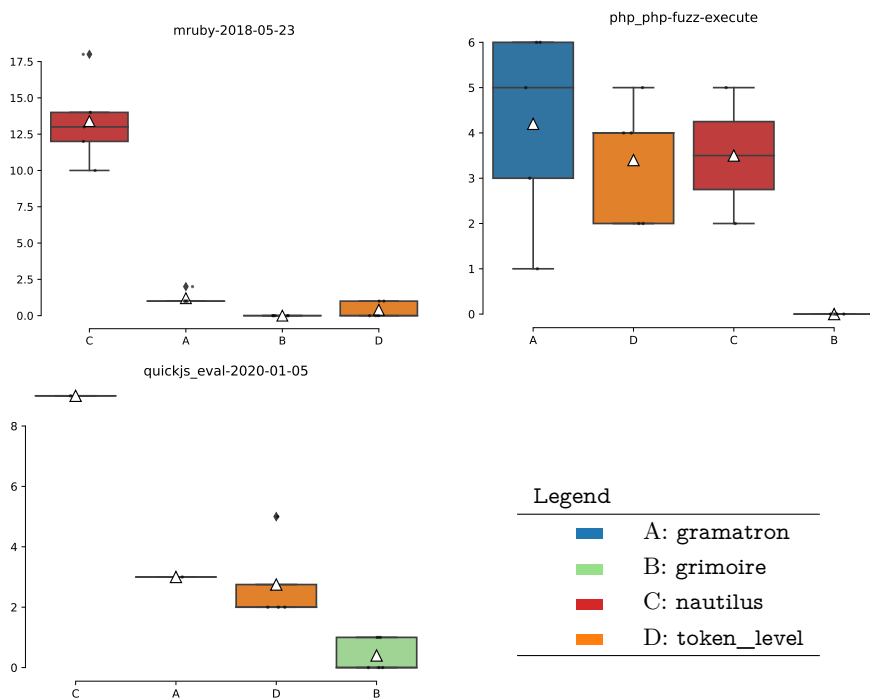 mruby-2018-05-23
17.5
15.0
12.5
10.0
7.5
5.0
2.5
0.0
C A B D
php_php-fuzz-execute
6
5
4
3
2
1
0
A D C B
quickjs_eval-2020-01-05
8
6
4
2
0
C A D B
Legend
A: gramatron
B: grimoire
C: nautilus
D: token_level